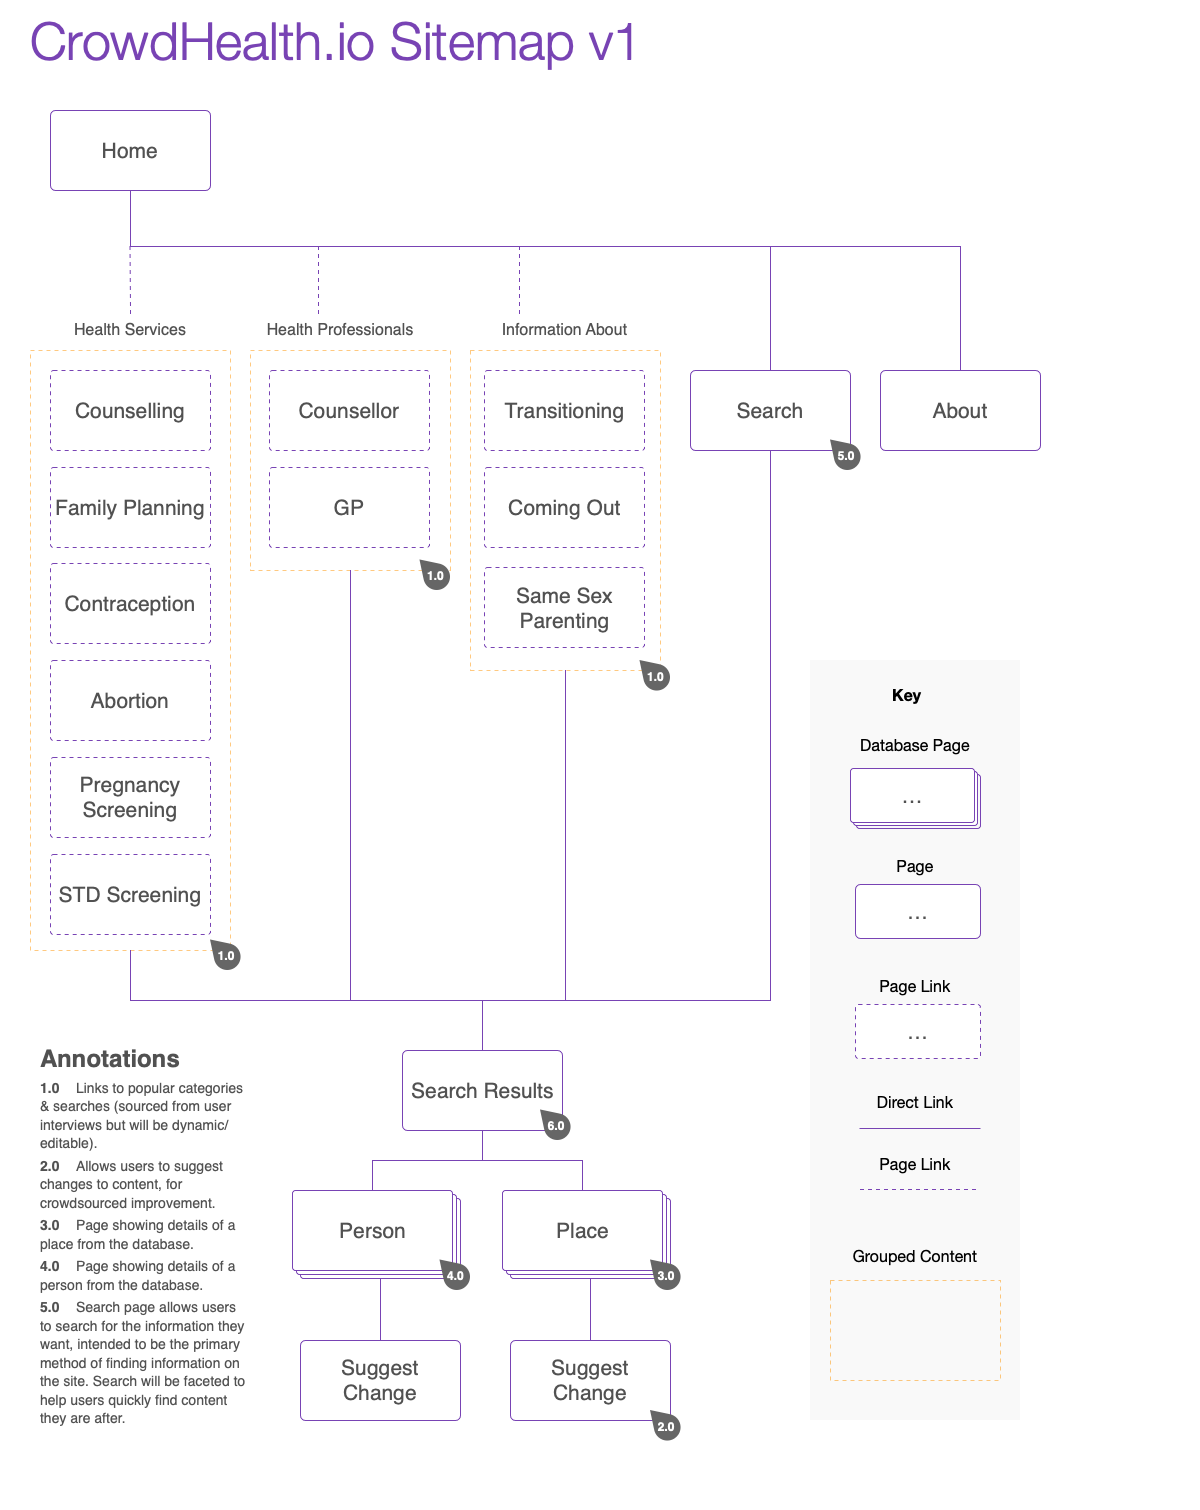 CrowdHealth.io Sitemap v1
Home
Health Services
Health Professionals
Information About
Counselling
Counsellor
Transitioning
Search
5.0
About
Family Planning
GP
1.0
Coming Out
Contraception
Same Sex
Parenting
1.0
Abortion
Pregnancy
Screening
STD Screening
1.0
Key
Database Page
...
Page
...
Page Link
...
Direct Link
Page Link
Grouped Content
Search Results
6.0
Person
4.0
Place
3.0
Suggest
Change
Suggest
Change
2.0
Annotations
1.0 Links to popular categories
& searches (sourced from user
interviews but will be dynamic/
editable).
2.0 Allows users to suggest
changes to content, for
crowdsourced improvement.
3.0 Page showing details of a
place from the database.
4.0 Page showing details of a
person from the database.
5.0 Search page allows users
to search for the information they
want, intended to be the primary
method of finding information on
the site. Search will be faceted to
help users quickly find content
they are after.